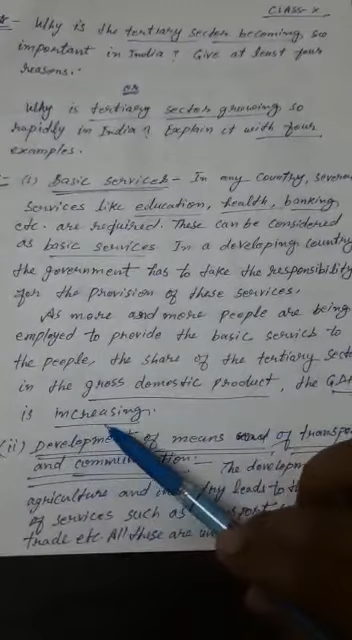 CLASS-X
- Why is the tertiary sector becoming so
important in India? Give at least four
reasons.
OR
Why is tertiary sector growing so
rapidly in India? Explain it with four
examples.
(i) Basic services - In any country, several
services like education, health, banking
etc. are required. These can be considered
as basic services In a developing country
the government has to take the responsibility
for the provision of these services.
As more and more people are being
employed to provide the basic services to
the people, the share of the tertiary sect
in the gross domestic product, the GDP
is increasing.
(ii) Development of means of transpo
and communication. - The developm
agriculture and leads to
of services such as
trade etc. All these are